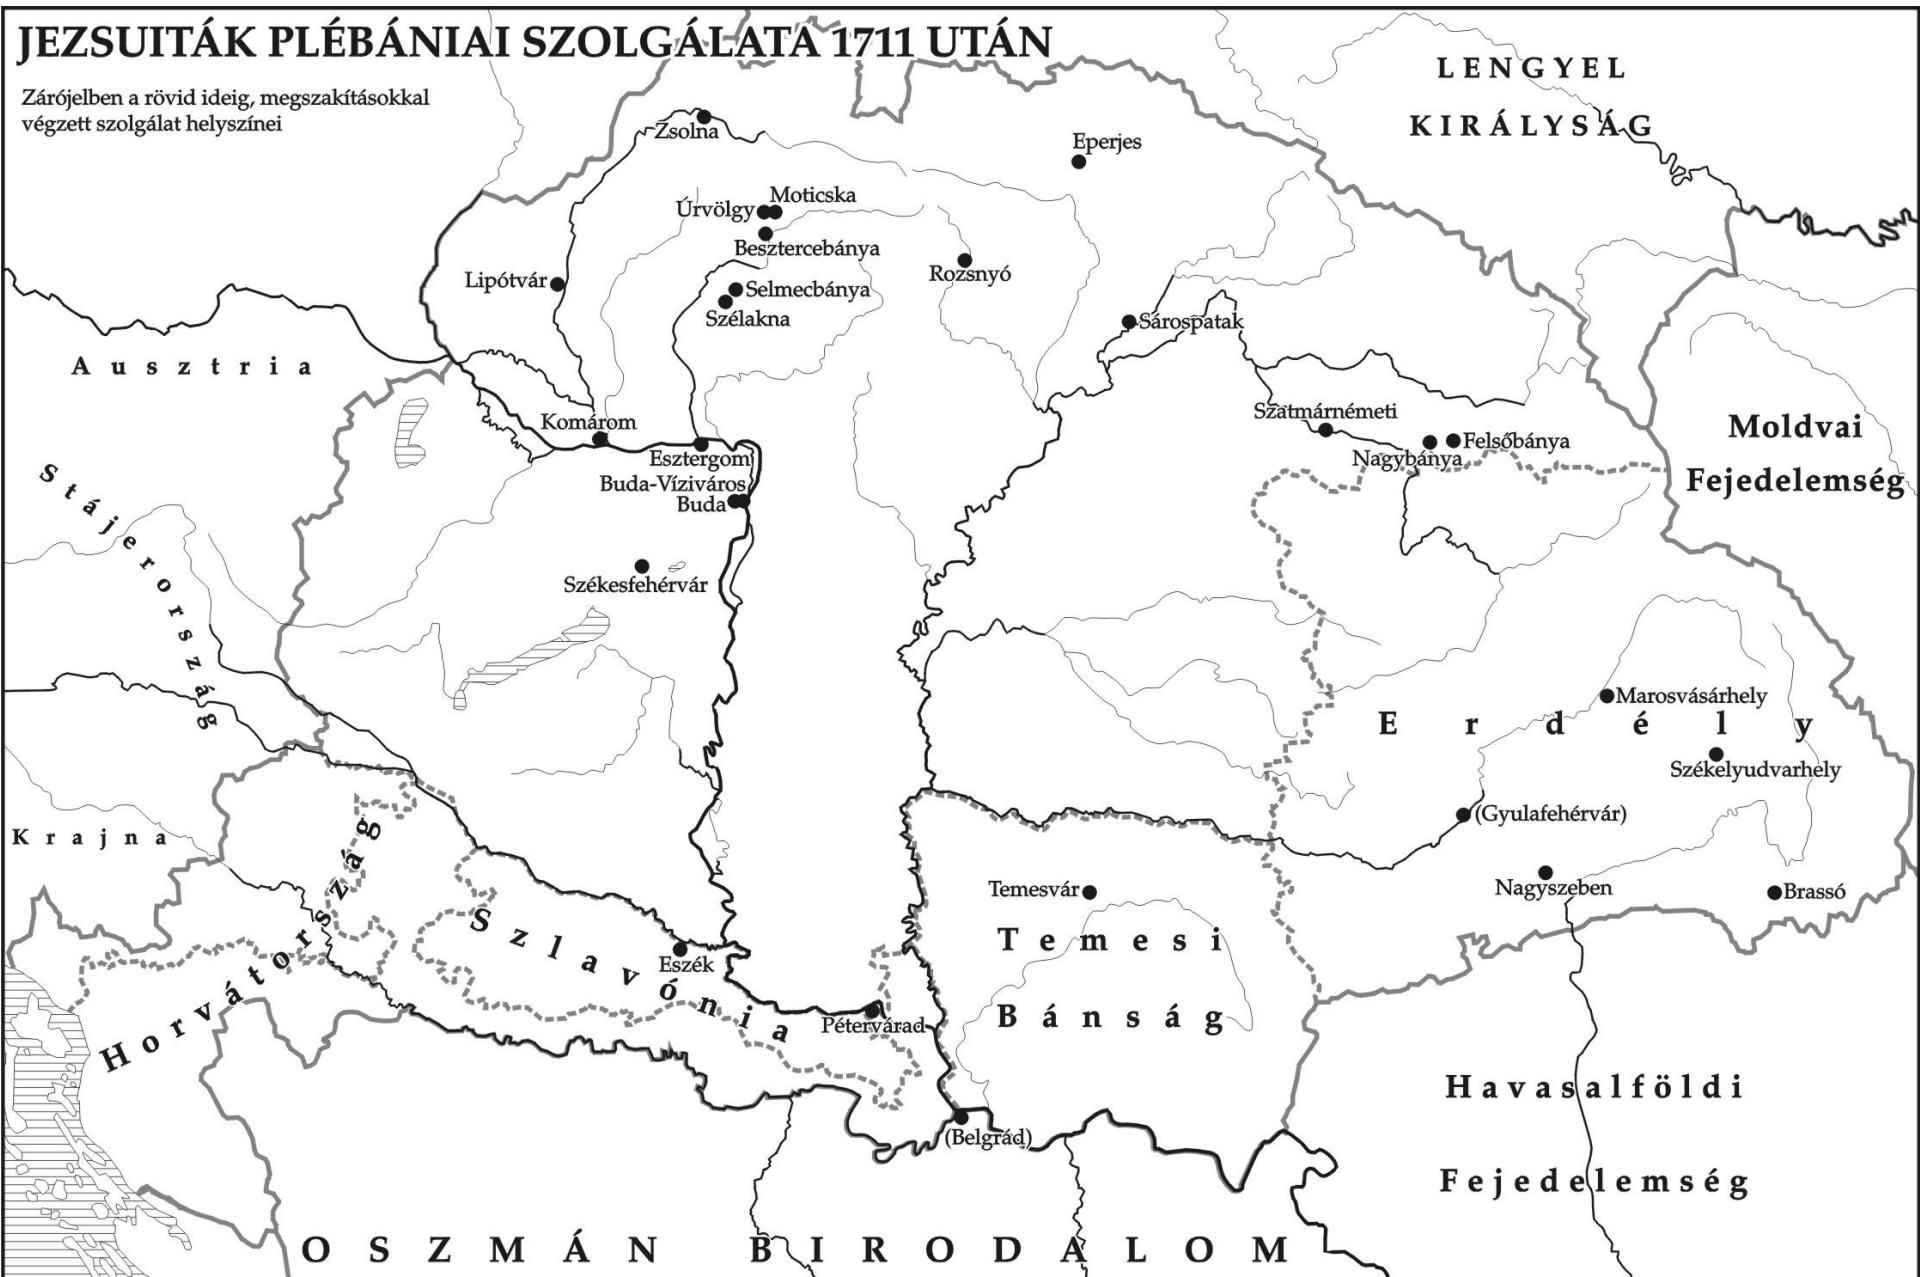 JEZSUITÁK PLÉBÁNIAI SZOLGÁLATA 1711 UTÁN
Zárójelben a rövid ideig, megszakításokkal
végzett szolgálat helyszínei
LENGYEL
KIRÁLYSÁG
Zsolna
Eperjes
Moticska
Úrvölgy
Besztercebánya
Rozsnyó
Lipótvár
Selmecbánya
Szélakna
Sárospatak
Ausztria
Komárom
Szatmárnémeti
Felsőbánya
Nagybánya
Moldvai
Fejedelemség
Esztergom
Buda-Víziváros
Buda
Stájerország
Székesfehérvár
Marosvásárhely
Erdély
Székelyudvarhely
(Gyulafehérvár)
Krajna
Nagyszeben
Brassó
Temesvár
Temesi
Bánság
Horvátország
Szlavónia
Eszék
Pétervárad
(Belgrád)
Havasalföldi
Fejedelemség
OSZMÁN BIRODALOM